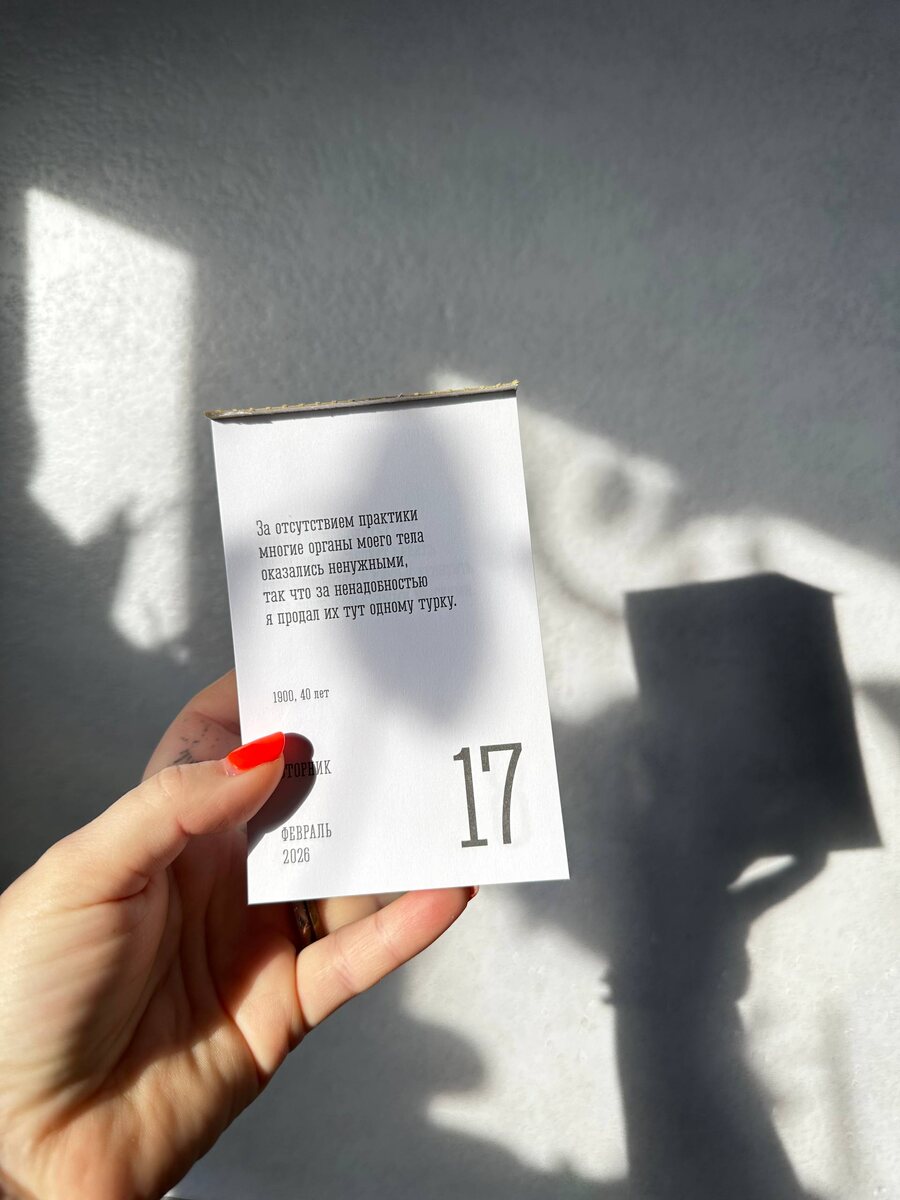 За отсутствием практики
многие органы моего тела
оказались ненужными,
так что за ненадобностью
я продал их тут одному турку.
1900, 40 лет
ВТОРНИК
17
ФЕВРАЛЬ
2026